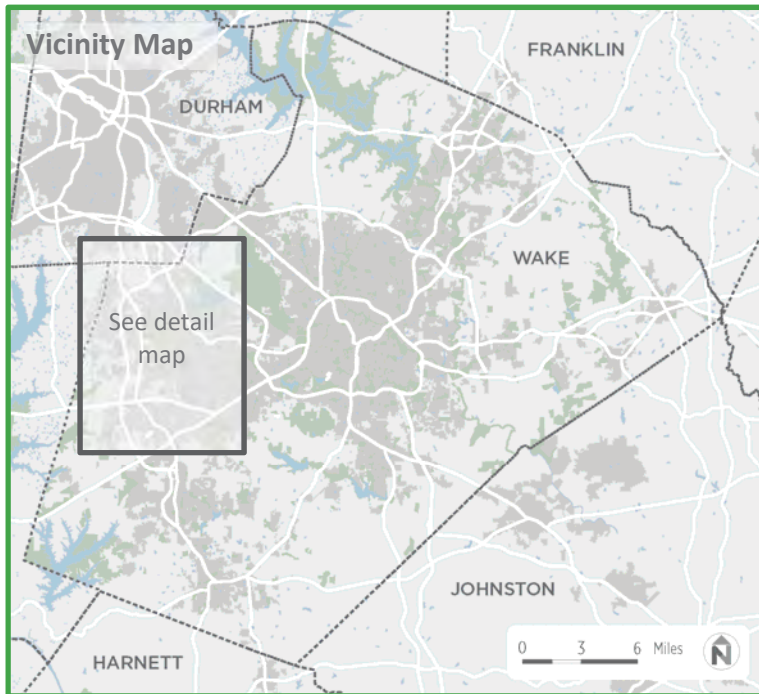 Vicinity Map
FRANKLIN
DURHAM
WAKE
See detail
map
JOHNSTON
HARNETT
0 3 6 Miles
N